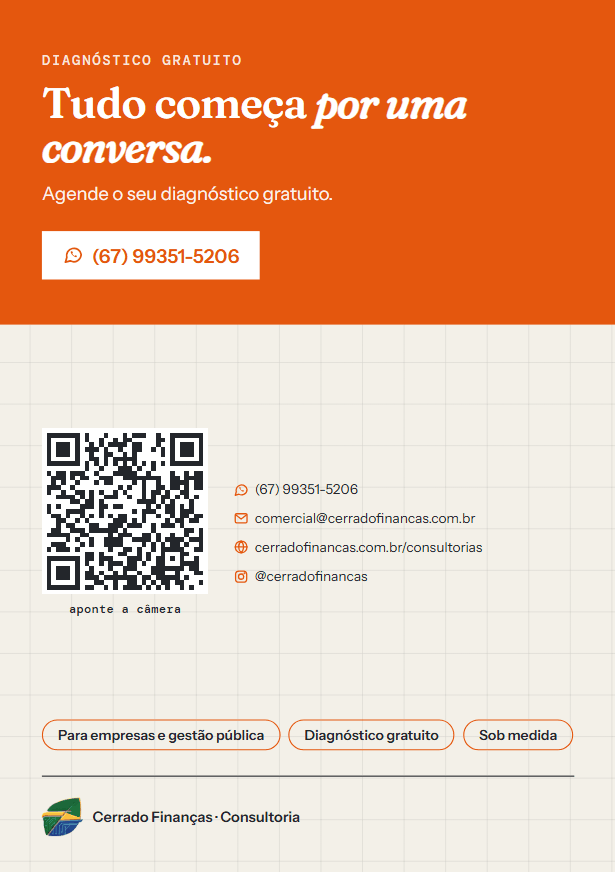 DIAGNÓSTICO GRATUITO
Tudo começa por uma
conversa.
Agende o seu diagnóstico gratuito.
(67) 99351-5206
(67) 99351-5206
comercial@cerradofinancas.com.br
cerradofinancas.com.br/consultorias
@cerradofinancas
aponte a câmera
Para empresas e gestão pública
Diagnóstico gratuito
Sob medida
Cerrado Finanças · Consultoria